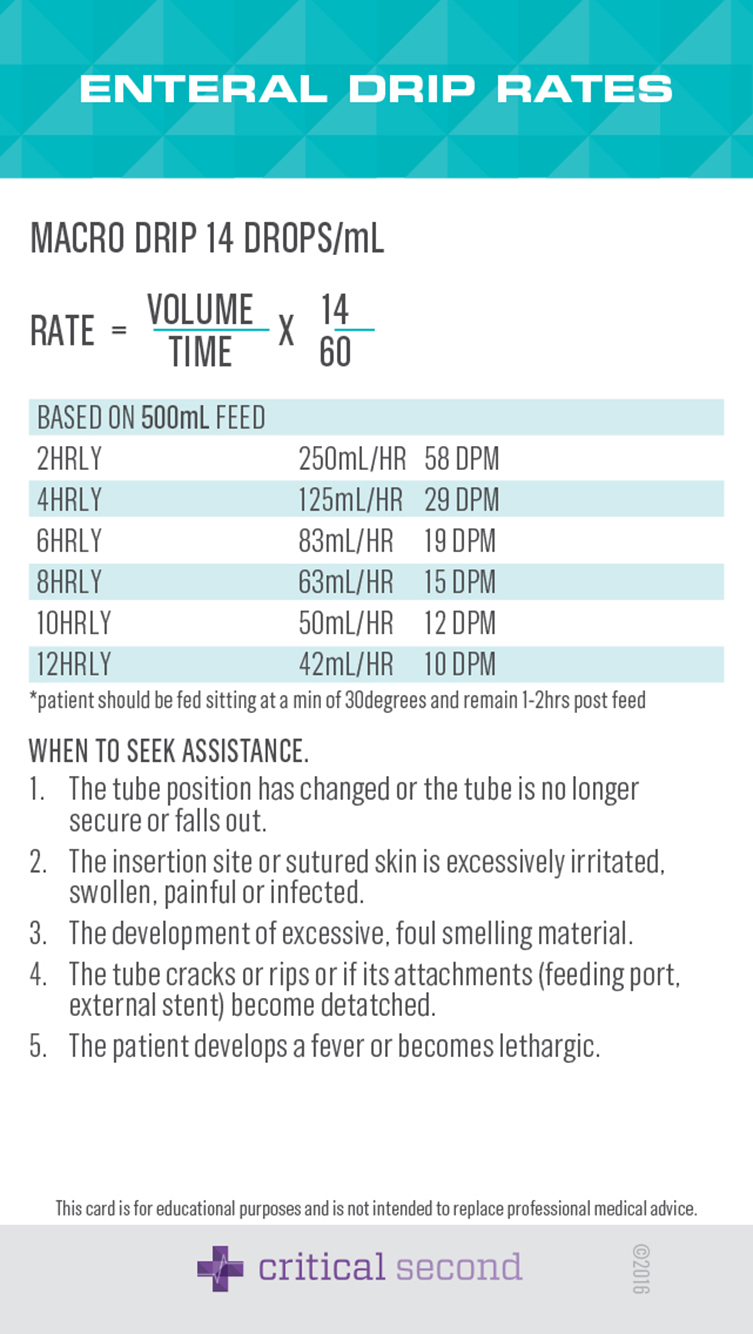 ENTERAL DRIP RATES
MACRO DRIP 14 DROPS/mL
RATE = VOLUME / TIME X 14 / 60
BASED ON 500mL FEED
2HRLY 250mL/HR 58 DPM
4HRLY 125mL/HR 29 DPM
6HRLY 83mL/HR 19 DPM
8HRLY 63mL/HR 15 DPM
10HRLY 50mL/HR 12 DPM
12HRLY 42mL/HR 10 DPM
*patient should be fed sitting at a min of 30degrees and remain 1-2hrs post feed
WHEN TO SEEK ASSISTANCE.
1. The tube position has changed or the tube is no longer
secure or falls out.
2. The insertion site or sutured skin is excessively irritated,
swollen, painful or infected.
3. The development of excessive, foul smelling material.
4. The tube cracks or rips or if its attachments (feeding port,
external stent) become detatched.
5. The patient develops a fever or becomes lethargic.
This card is for educational purposes and is not intended to replace professional medical advice.
critical second
©2016